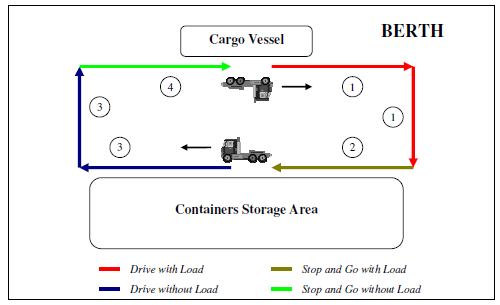 BERTH
Cargo Vessel
4
1
3
1
3
2
Containers Storage Area
Drive with Load
Stop and Go with Load
Drive without Load
Stop and Go without Load